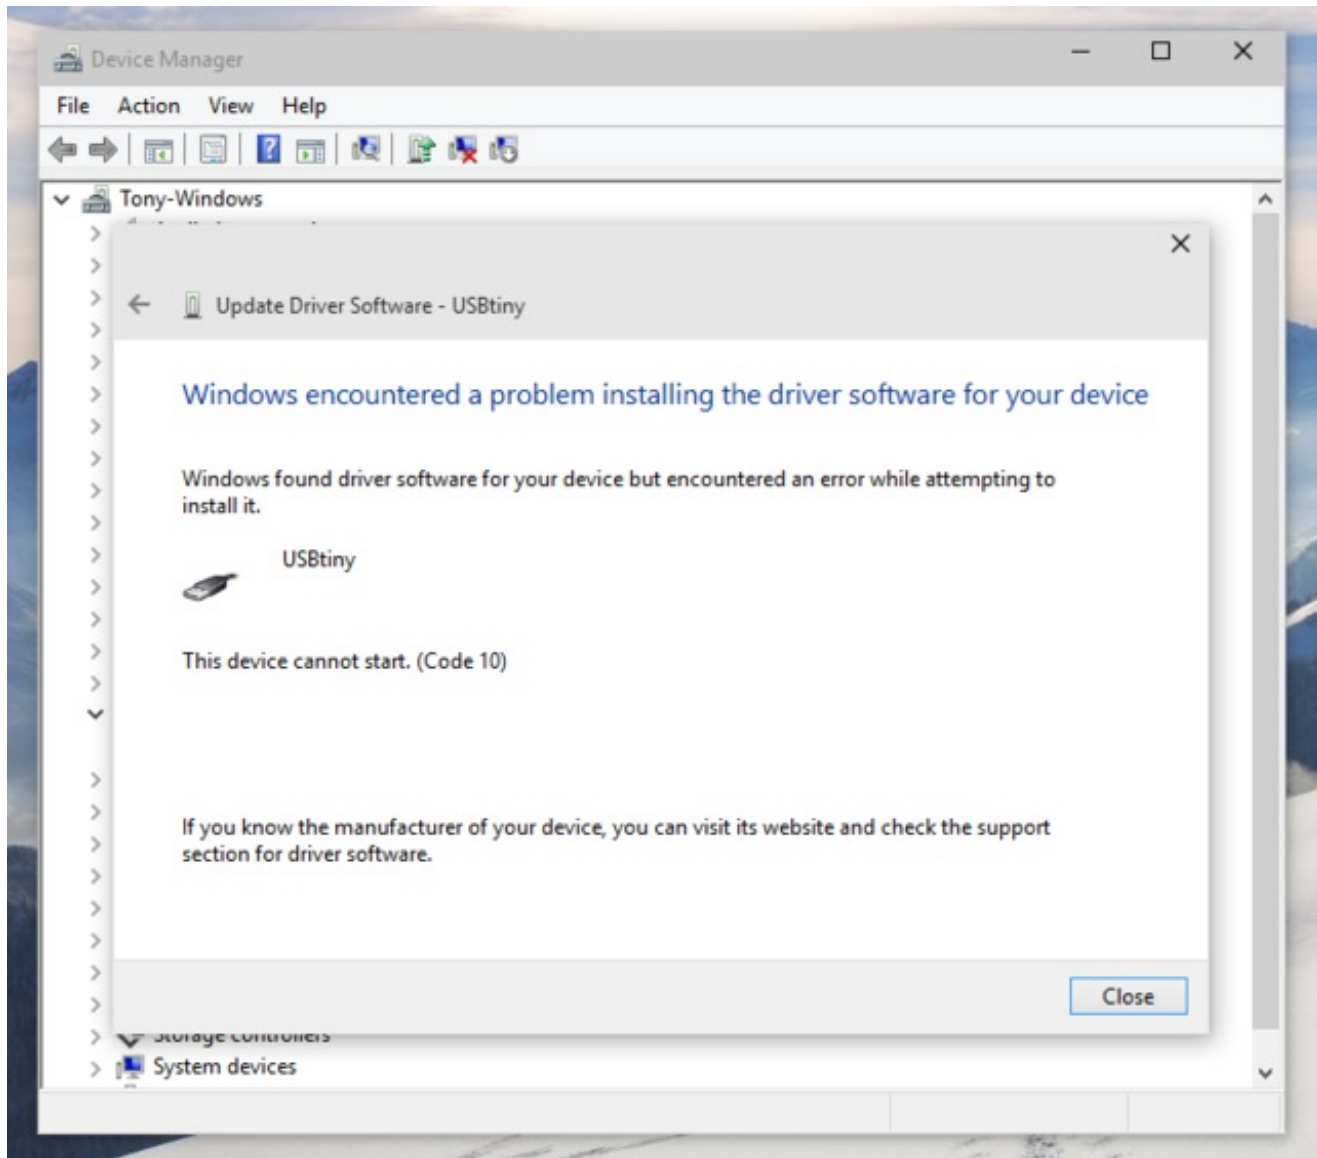 Device Manager
File Action View Help
Tony-Windows
Update Driver Software - USBtiny
Windows encountered a problem installing the driver software for your device
Windows found driver software for your device but encountered an error while attempting to
install it.
USBtiny
This device cannot start. (Code 10)
If you know the manufacturer of your device, you can visit its website and check the support
section for driver software.
Close
Storage controllers
System devices